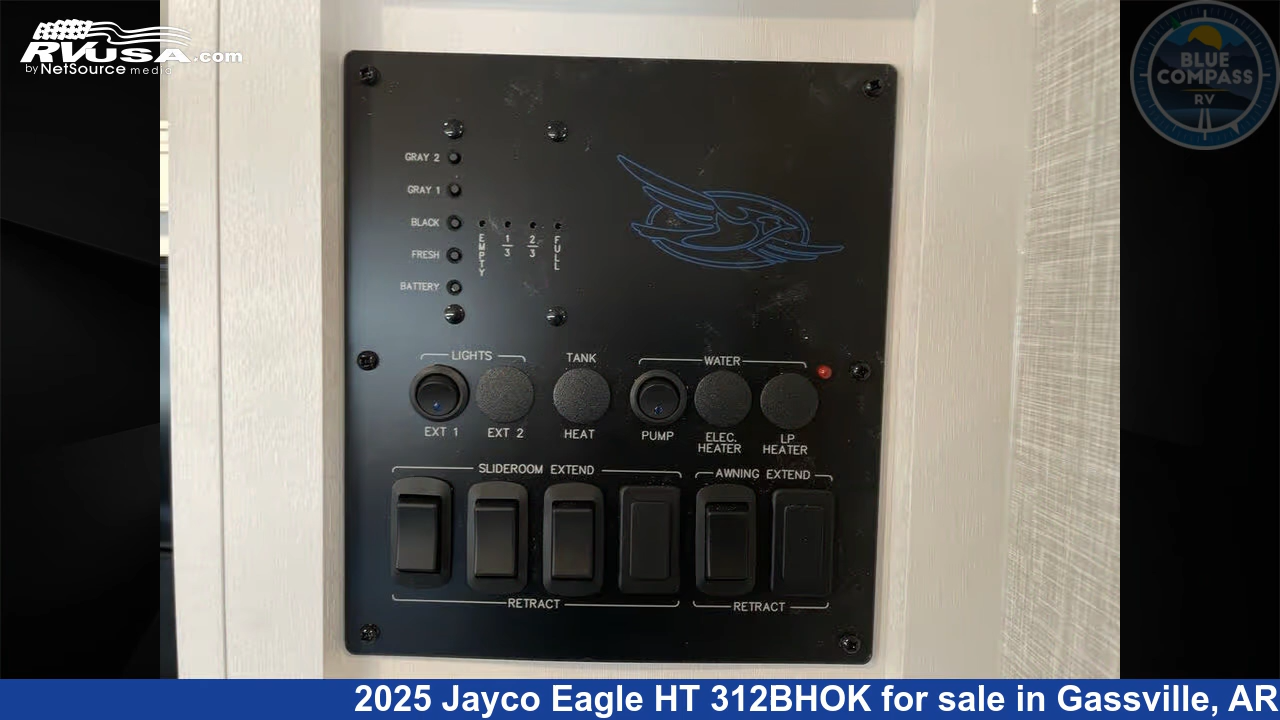 RVUSA.com
by NetSource media
BLUE
COMPASS
RV
GRAY 2
GRAY 1
BLACK
FRESH
BATTERY
EMPTY
1/3
2/3
FULL
LIGHTS
TANK
WATER
EXT 1
EXT 2
HEAT
PUMP
ELEC.
HEATER
LP
HEATER
SLIDEROOM EXTEND
AWNING EXTEND
RETRACT
RETRACT
2025 Jayco Eagle HT 312BHOK for sale in Gassville, AR